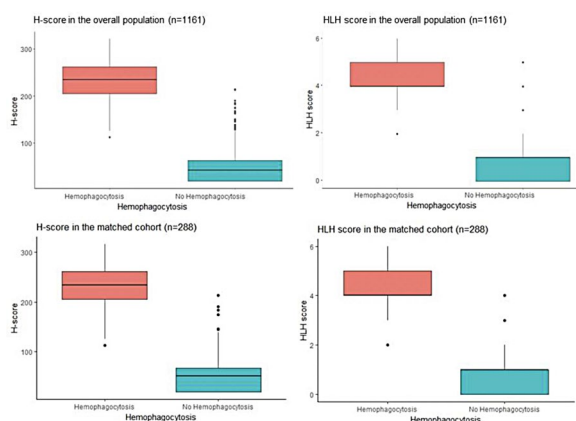 H-score in the overall population (n=1161)
300
200
100
H-score
Hemophagocytosis
No Hemophagocytosis
Hemophagocytosis
HLH score in the overall population (n=1161)
6
4
2
0
HLH score
Hemophagocytosis
No Hemophagocytosis
Hemophagocytosis
H-score in the matched cohort (n=288)
300
200
100
H-score
Hemophagocytosis
No Hemophagocytosis
Hemophagocytosis
HLH score in the matched cohort (n=288)
6
4
2
0
HLH score
Hemophagocytosis
No Hemophagocytosis
Hemophagocytosis